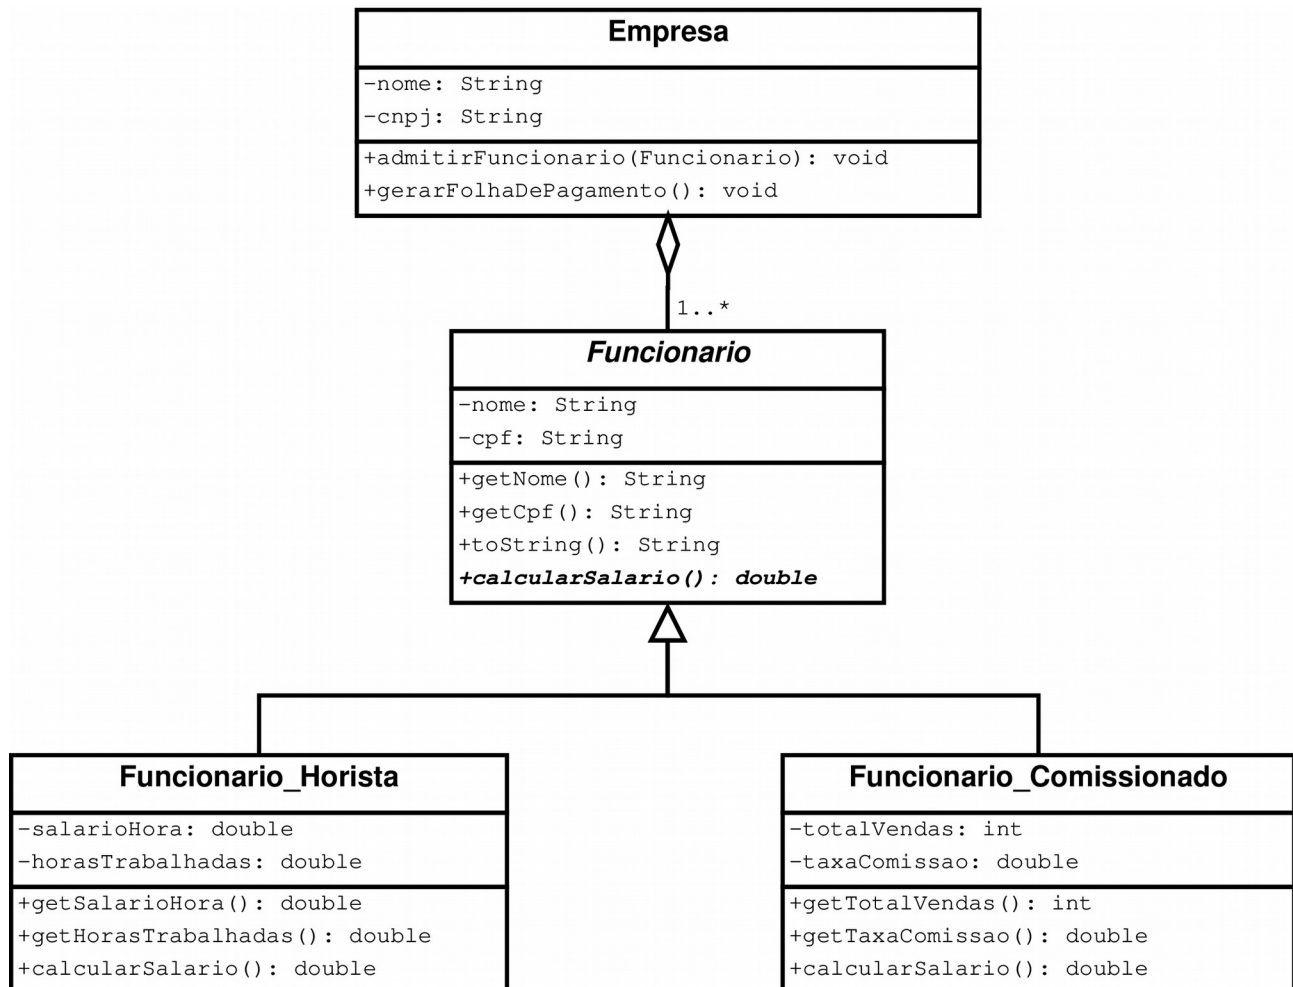 Empresa
-nome: String
-cnpj: String
+admitirFuncionario(Funcionario): void
+gerarFolhaDePagamento(): void
1..*
Funcionario
-nome: String
-cpf: String
+getNome(): String
+getCpf(): String
+toString(): String
+calcularSalario(): double
Funcionario_Horista
-salarioHora: double
-horasTrabalhadas: double
+getSalarioHora(): double
+getHorasTrabalhadas(): double
+calcularSalario(): double
Funcionario_Comissionado
-totalVendas: int
-taxaComissao: double
+getTotalVendas(): int
+getTaxaComissao(): double
+calcularSalario(): double